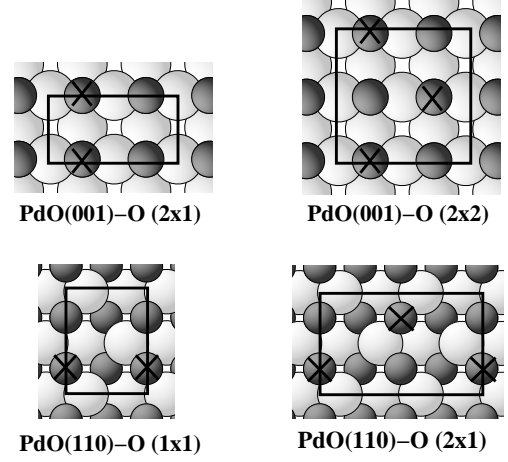 PdO(001)−O (2x1)
PdO(001)−O (2x2)
PdO(110)−O (1x1)
PdO(110)−O (2x1)